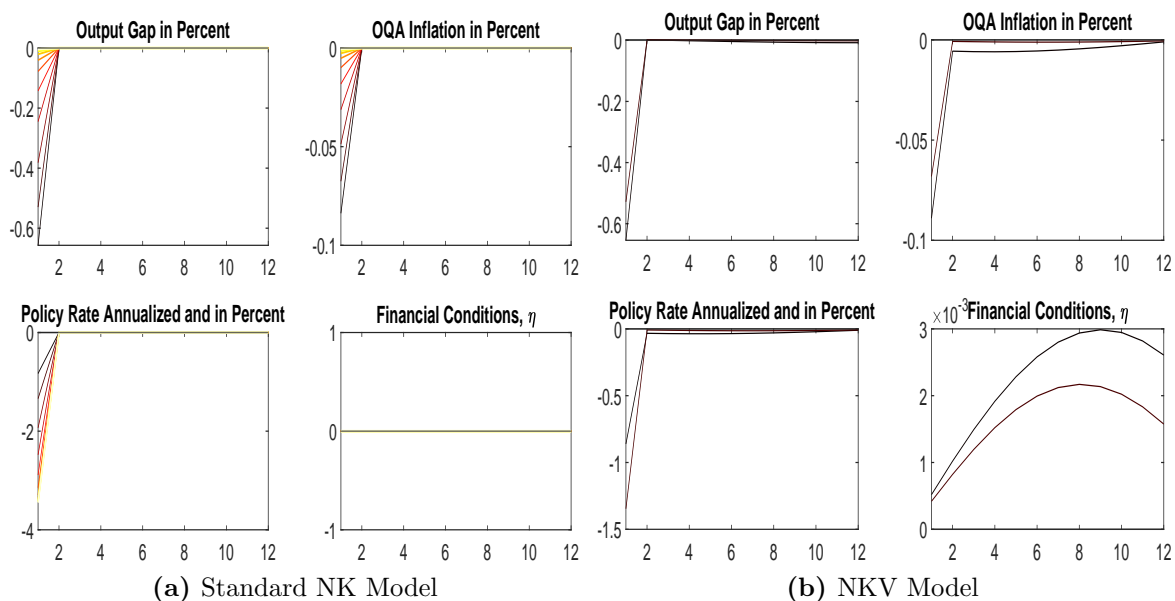 Output Gap in Percent
0
-0.2
-0.4
-0.6
2 4 6 8 10 12
OQA Inflation in Percent
0
-0.05
-0.1
2 4 6 8 10 12
Policy Rate Annualized and in Percent
0
-2
-4
2 4 6 8 10 12
Financial Conditions, η
1
0
-1
2 4 6 8 10 12
(a) Standard NK Model
Output Gap in Percent
0
-0.2
-0.4
-0.6
2 4 6 8 10 12
OQA Inflation in Percent
0
-0.05
-0.1
2 4 6 8 10 12
Policy Rate Annualized and in Percent
0
-0.5
-1
-1.5
2 4 6 8 10 12
×10⁻³ Financial Conditions, η
3
2
1
0
2 4 6 8 10 12
(b) NKV Model